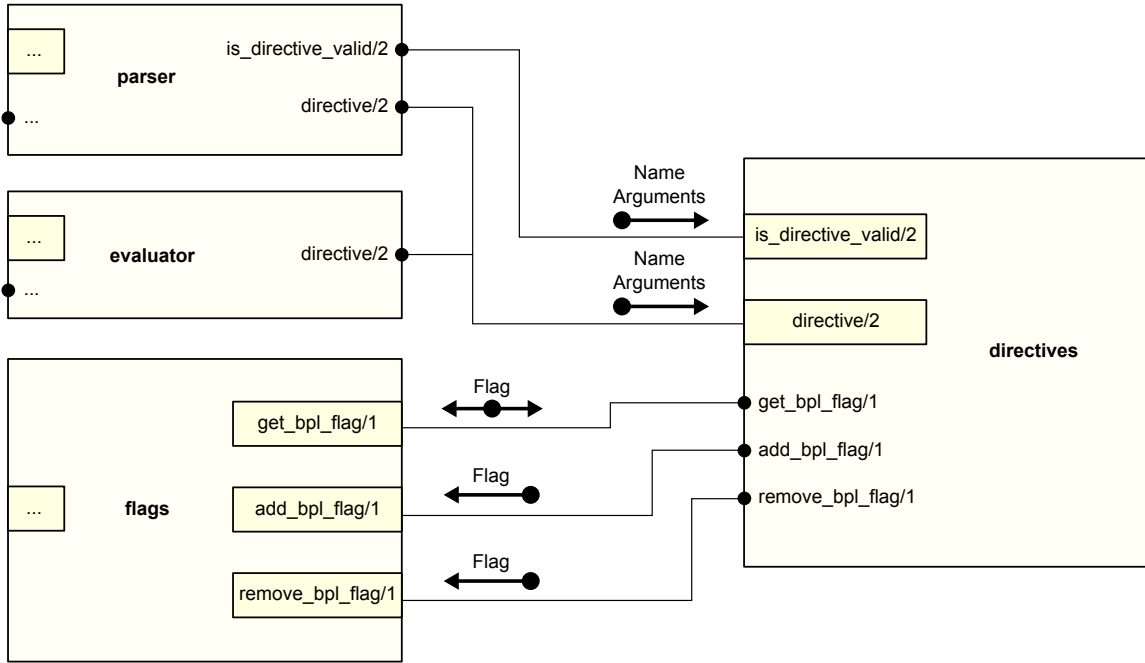 ...
parser
is_directive_valid/2
directive/2
...
...
evaluator
directive/2
...
Name
Arguments
is_directive_valid/2
Name
Arguments
directive/2
directives
get_bpl_flag/1
add_bpl_flag/1
remove_bpl_flag/1
Flag
get_bpl_flag/1
...
flags
Flag
add_bpl_flag/1
Flag
remove_bpl_flag/1